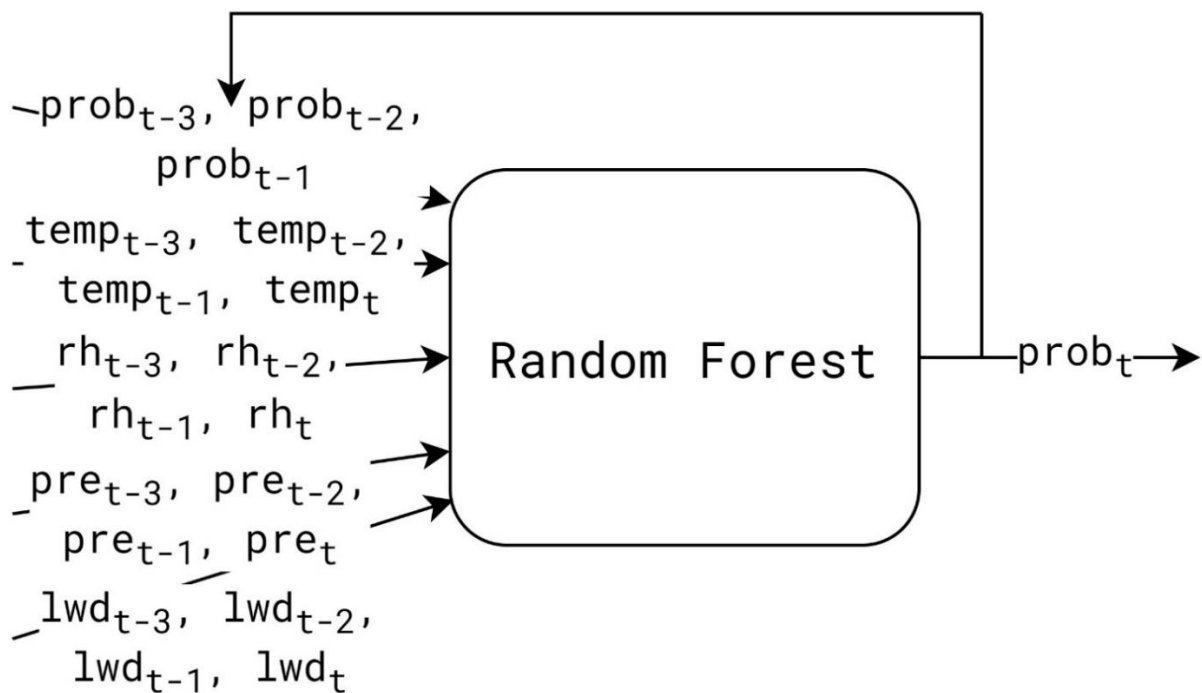 prob_{t-3}, prob_{t-2},
prob_{t-1}
temp_{t-3}, temp_{t-2},
temp_{t-1}, temp_t
rh_{t-3}, rh_{t-2},
rh_{t-1}, rh_t
pre_{t-3}, pre_{t-2},
pre_{t-1}, pre_t
lwd_{t-3}, lwd_{t-2},
lwd_{t-1}, lwd_t
Random Forest
prob_t